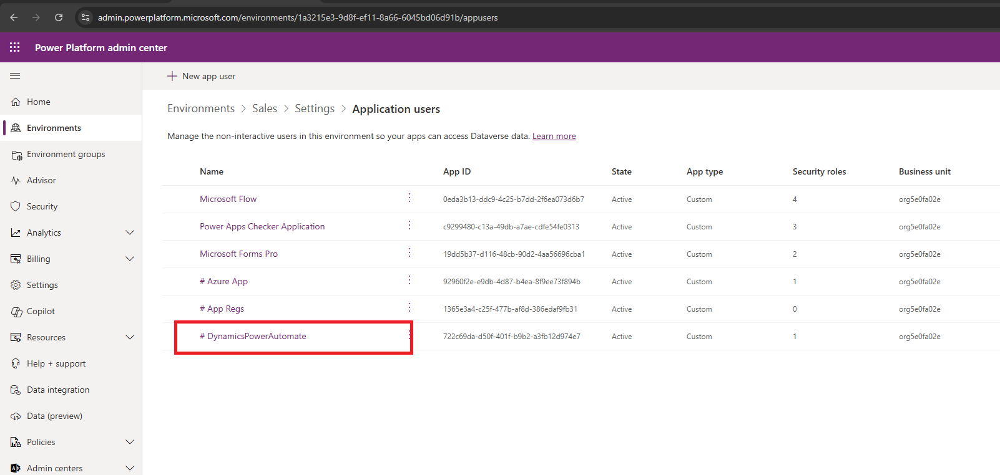 admin.powerplatform.microsoft.com/environments/1a3215e3-9d8f-ef11-8a66-6045bd06d91b/appusers
Power Platform admin center
New app user
Home
Environments
Environment groups
Advisor
Security
Analytics
Billing
Settings
Copilot
Resources
Help + support
Data integration
Data (preview)
Policies
Admin centers
Environments > Sales > Settings > Application users
Manage the non-interactive users in this environment so your apps can access Dataverse data. Learn more
Name App ID State App type Security roles Business unit
Microsoft Flow 0eda3b13-ddc9-4c25-b7dd-2f6ea073d6b7 Active Custom 4 org5e0fa02e
Power Apps Checker Application c9299480-c13a-49db-a7ae-cdfe54fe0313 Active Custom 3 org5e0fa02e
Microsoft Forms Pro 19dd5b37-d116-48cb-90d2-4aa56696cba1 Active Custom 2 org5e0fa02e
# Azure App 92960f2e-e9db-4d87-b4ea-8f9ee73f894b Active Custom 1 org5e0fa02e
# App Regs 1365e3a4-c25f-477b-af8d-386edaf9fb31 Active Custom 0 org5e0fa02e
# DynamicsPowerAutomate 722c69da-d50f-401f-b9b2-a3fb12d974e7 Active Custom 1 org5e0fa02e